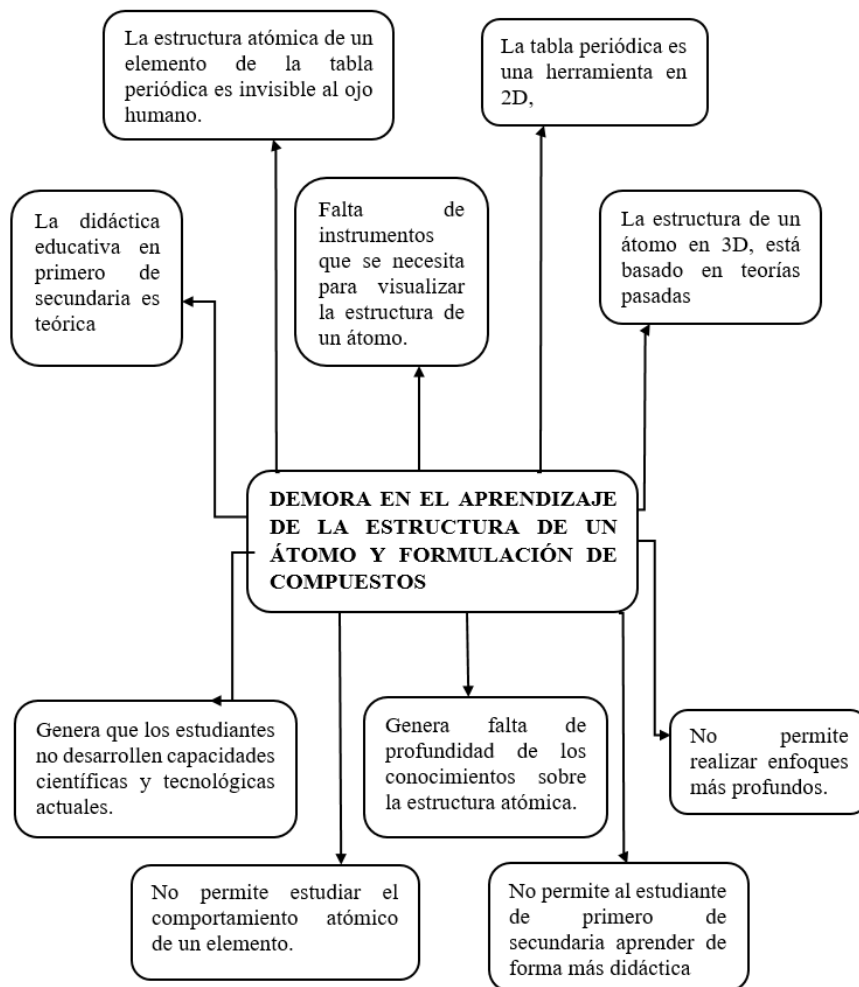 La estructura atómica de un
elemento de la tabla
periódica es invisible al ojo
humano.
La tabla periódica es
una herramienta en
2D,
La didáctica
educativa en
primero de
secundaria es
teórica
Falta de
instrumentos
que se necesita
para visualizar
la estructura de
un átomo.
La estructura de un
átomo en 3D, está
basado en teorías
pasadas
DEMORA EN EL APRENDIZAJE
DE LA ESTRUCTURA DE UN
ÁTOMO Y FORMULACIÓN DE
COMPUESTOS
Genera que los estudiantes
no desarrollen capacidades
científicas y tecnológicas
actuales.
Genera falta de
profundidad de los
conocimientos sobre
la estructura atómica.
No permite
realizar enfoques
más profundos.
No permite estudiar el
comportamiento atómico
de un elemento.
No permite al estudiante
de primero de
secundaria aprender de
forma más didáctica